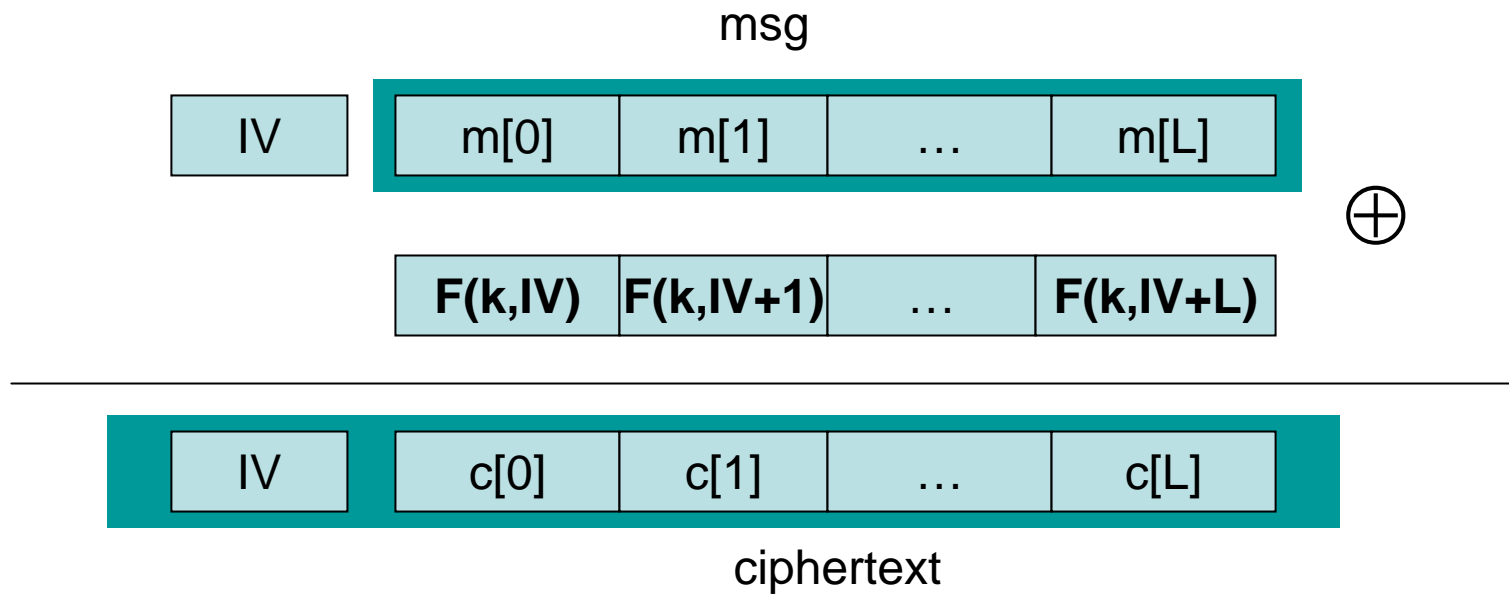 msg
IV m[0] m[1] … m[L]
⊕
F(k,IV) F(k,IV+1) … F(k,IV+L)
IV c[0] c[1] … c[L]
ciphertext